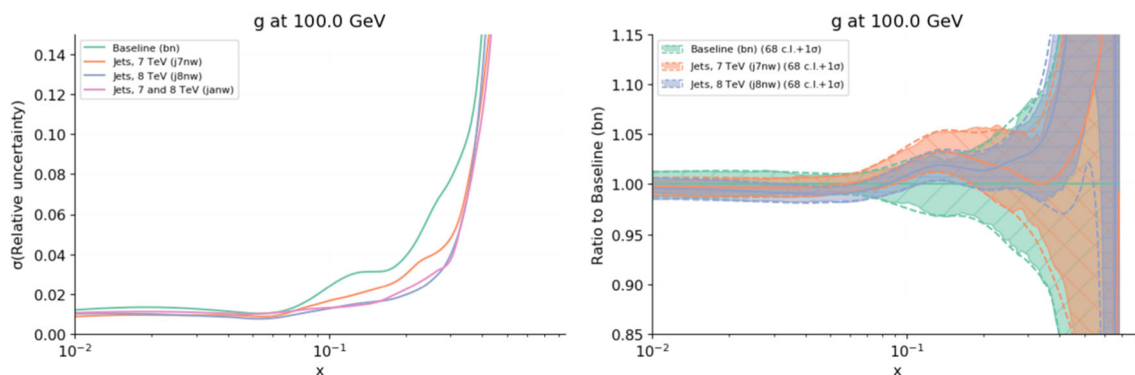 g at 100.0 GeV
σ(Relative uncertainty)
0.14
0.12
0.10
0.08
0.06
0.04
0.02
0.00
Baseline (bn)
Jets, 7 TeV (j7nw)
Jets, 8 TeV (j8nw)
Jets, 7 and 8 TeV (janw)
10⁻²
10⁻¹
x
g at 100.0 GeV
Ratio to Baseline (bn)
1.15
1.10
1.05
1.00
0.95
0.90
0.85
Baseline (bn) (68 c.l.+1σ)
Jets, 7 TeV (j7nw) (68 c.l.+1σ)
Jets, 8 TeV (j8nw) (68 c.l.+1σ)
10⁻²
10⁻¹
x